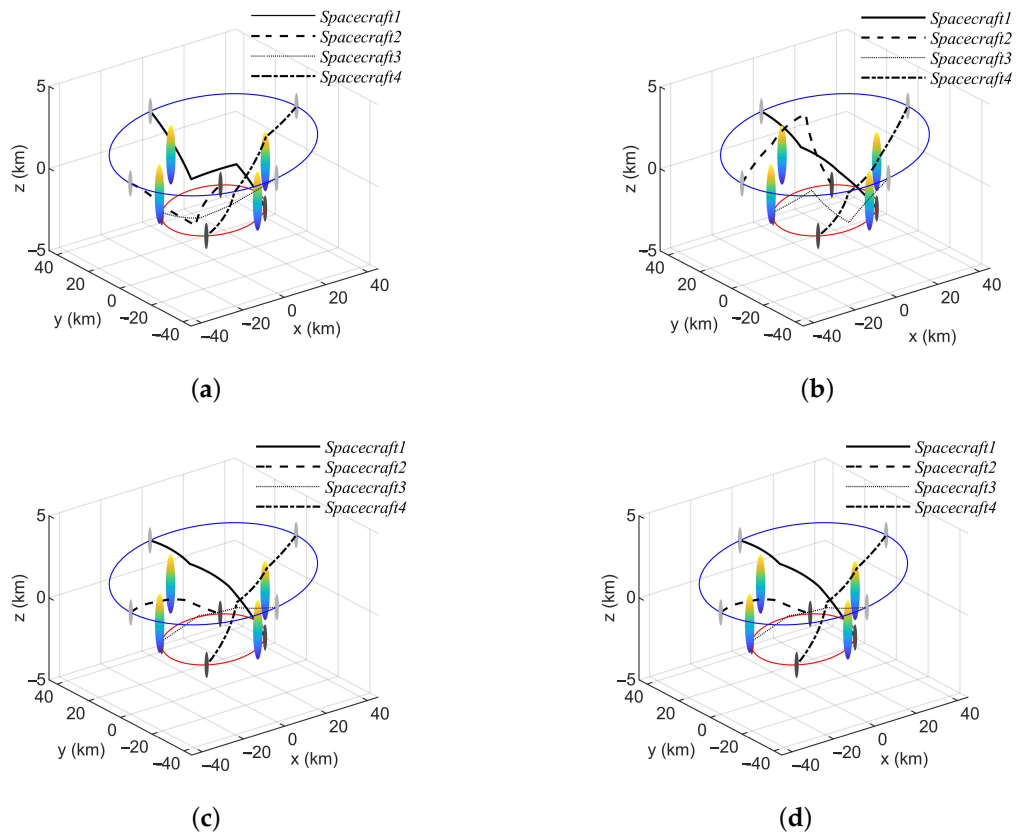 Spacecraft1
Spacecraft2
Spacecraft3
Spacecraft4
5
0
−5
z (km)
40
20
0
−20
−40
y (km)
−40
−20
0
20
40
x (km)
(a)
Spacecraft1
Spacecraft2
Spacecraft3
Spacecraft4
5
0
−5
z (km)
40
20
0
−20
−40
y (km)
−40
−20
0
20
40
x (km)
(b)
Spacecraft1
Spacecraft2
Spacecraft3
Spacecraft4
5
0
−5
z (km)
40
20
0
−20
−40
y (km)
−40
−20
0
20
40
x (km)
(c)
Spacecraft1
Spacecraft2
Spacecraft3
Spacecraft4
5
0
−5
z (km)
40
20
0
−20
−40
y (km)
−40
−20
0
20
40
x (km)
(d)